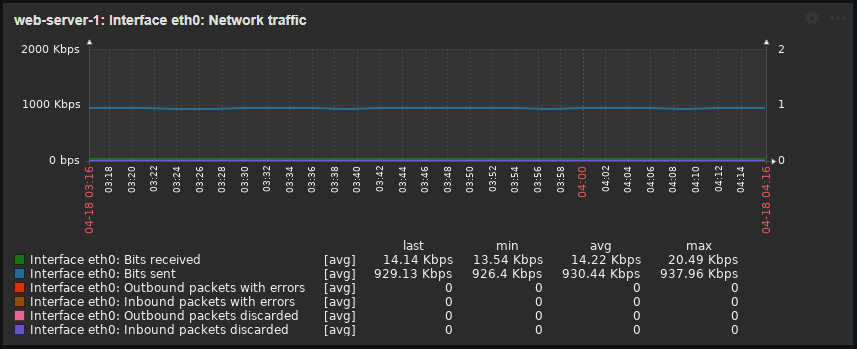 web-server-1: Interface eth0: Network traffic
2000 Kbps 2
1000 Kbps 1
0 bps 0
04-18 03:16 03:18 03:20 03:22 03:24 03:26 03:28 03:30 03:32 03:34 03:36 03:38 03:40 03:42 03:44 03:46 03:48 03:50 03:52 03:54 03:56 03:58 04:00 04:02 04:04 04:06 04:08 04:10 04:12 04:14 04-18 04:16
last min avg max
Interface eth0: Bits received [avg] 14.14 Kbps 13.54 Kbps 14.22 Kbps 20.49 Kbps
Interface eth0: Bits sent [avg] 929.13 Kbps 926.4 Kbps 930.44 Kbps 937.96 Kbps
Interface eth0: Outbound packets with errors [avg] 0 0 0 0
Interface eth0: Inbound packets with errors [avg] 0 0 0 0
Interface eth0: Outbound packets discarded [avg] 0 0 0 0
Interface eth0: Inbound packets discarded [avg] 0 0 0 0